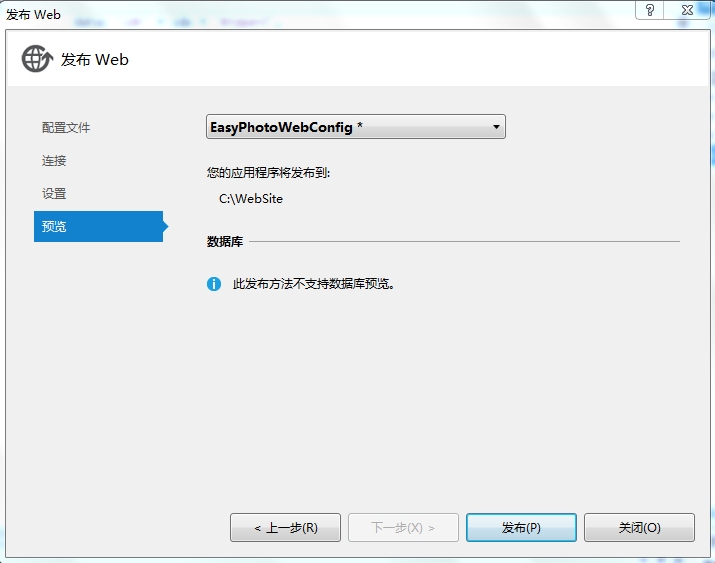 发布 Web
?
发布 Web
配置文件
连接
设置
预览
EasyPhotoWebConfig *
您的应用程序将发布到:
C:\WebSite
数据库
此发布方法不支持数据库预览。
< 上一步(R)
下一步(X) >
发布(P)
关闭(O)